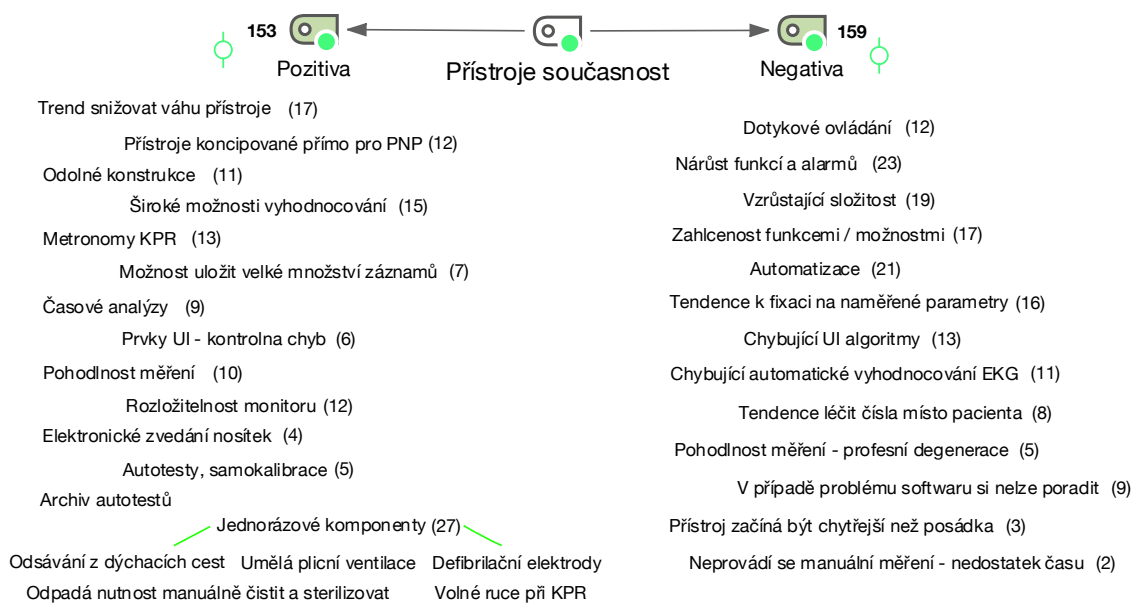 153
159
Pozitiva
Přístroje současnost
Negativa
Trend snižovat váhu přístroje (17)
Přístroje koncipované přímo pro PNP (12)
Odolné konstrukce (11)
Široké možnosti vyhodnocování (15)
Metronomy KPR (13)
Možnost uložit velké množství záznamů (7)
Časové analýzy (9)
Prvky UI - kontrolna chyb (6)
Pohodlnost měření (10)
Rozložitelnost monitoru (12)
Elektronické zvedání nosítek (4)
Autotesty, samokalibrace (5)
Archiv autotestů
Jednorázové komponenty (27)
Odsávání z dýchacích cest
Umělá plicní ventilace
Defibrilační elektrody
Odpadá nutnost manuálně čistit a sterilizovat
Volné ruce při KPR
Dotykové ovládání (12)
Nárůst funkcí a alarmů (23)
Vzrůstající složitost (19)
Zahlcenost funkcemi / možnostmi (17)
Automatizace (21)
Tendence k fixaci na naměřené parametry (16)
Chybující UI algoritmy (13)
Chybující automatické vyhodnocování EKG (11)
Tendence léčit čísla místo pacienta (8)
Pohodlnost měření - profesní degenerace (5)
V případě problému softwaru si nelze poradit (9)
Přístroj začíná být chytřejší než posádka (3)
Neprovádí se manuální měření - nedostatek času (2)